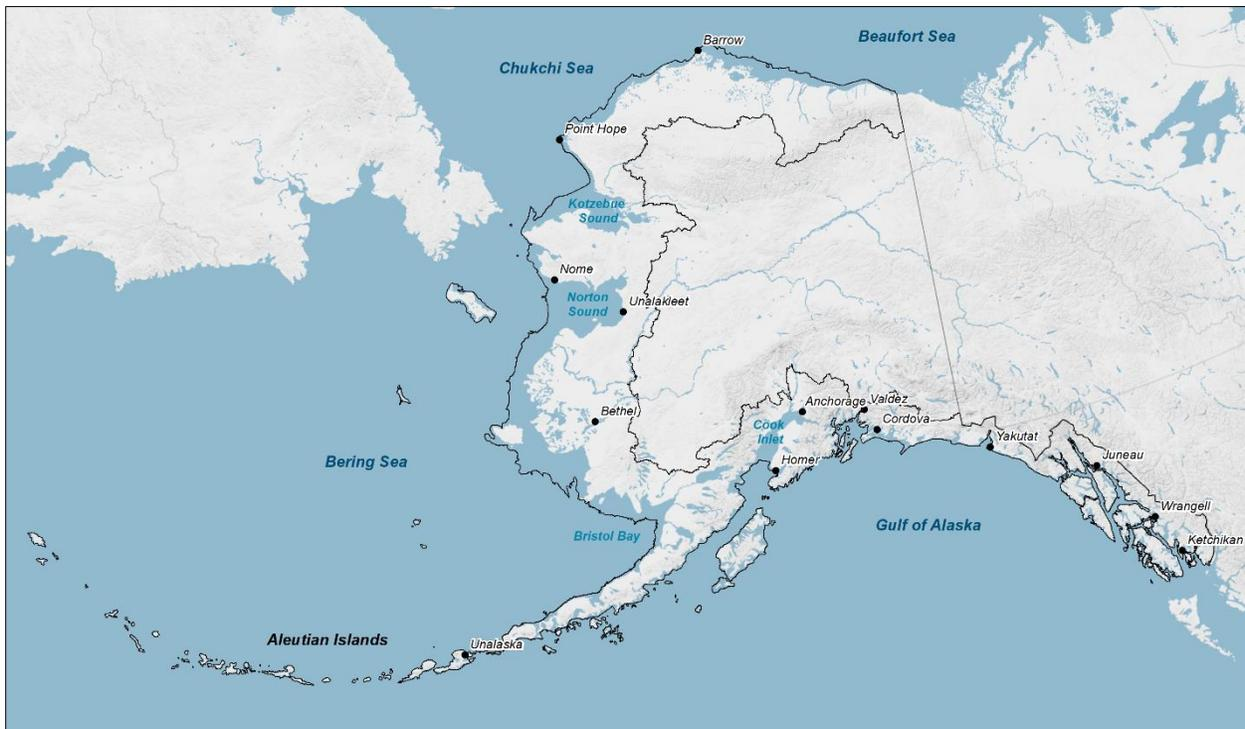 Barrow
Beaufort Sea
Chukchi Sea
Point Hope
Kotzebue
Sound
Nome
Norton
Sound
Unalakleet
Bethel
Anchorage
Valdez
Cordova
Cook
Inlet
Yakutat
Bering Sea
Homer
Juneau
Wrangell
Gulf of Alaska
Bristol Bay
Ketchikan
Aleutian Islands
Unalaska